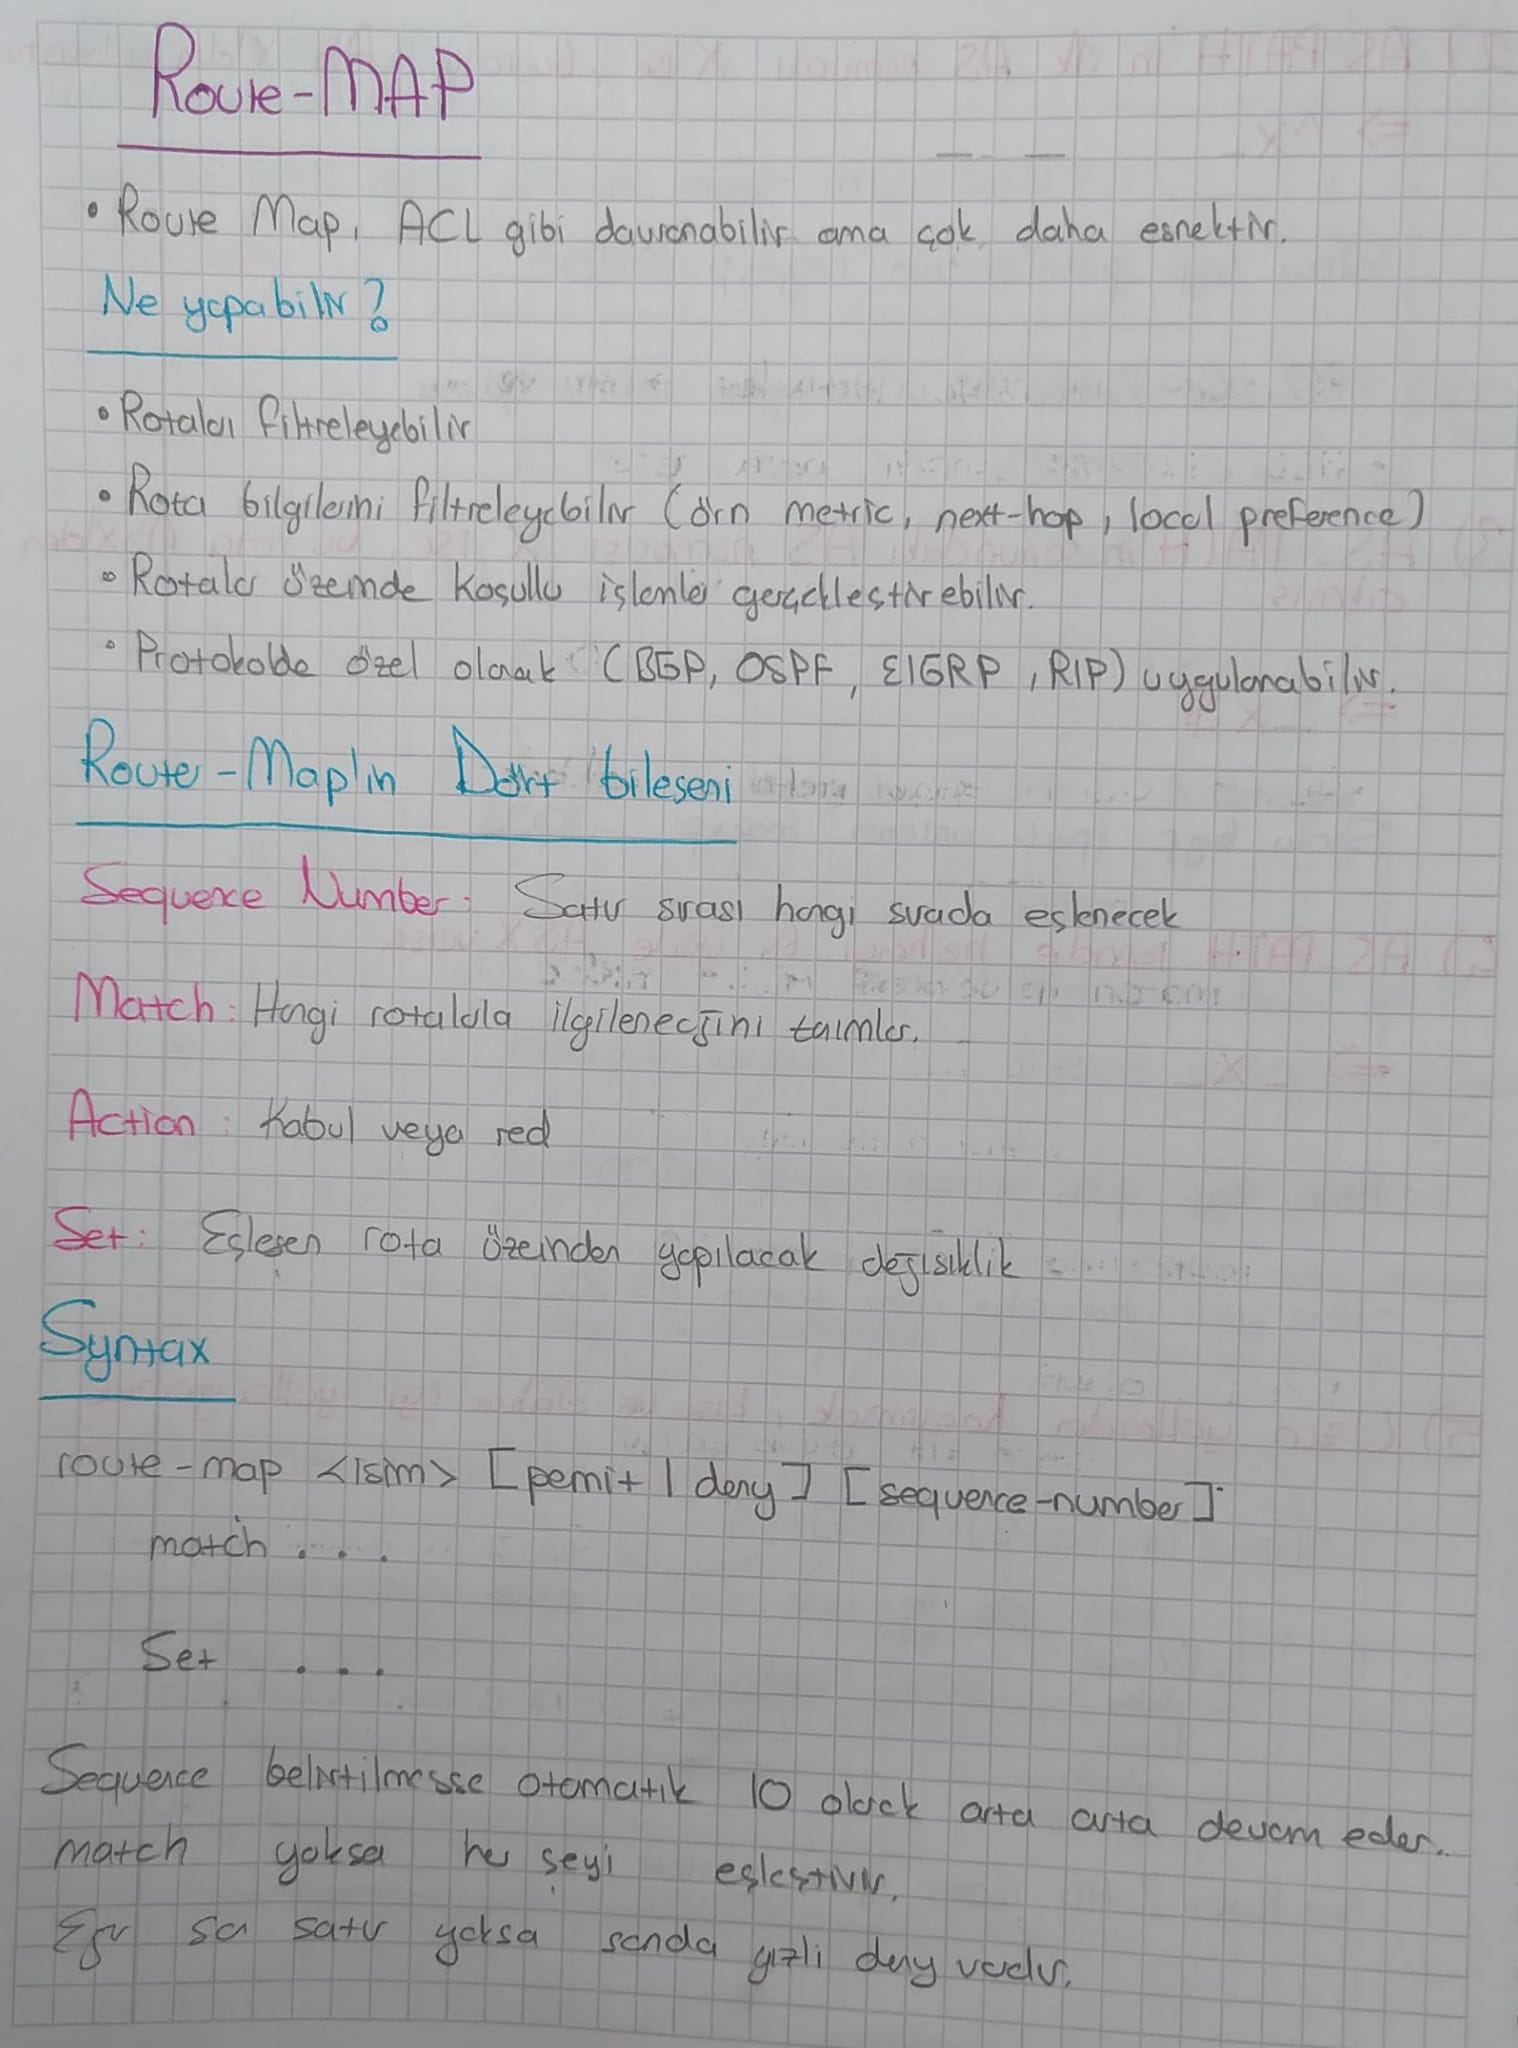 Route-MAP
• Route Map, ACL gibi davranabilir ama çok daha esnektir.
Ne yapabilir?
• Rotaları filtreleyebilir
• Rota bilgilerini filtreleyebilir (örn metric, next-hop, local preference)
• Rotalar üzerinde koşullu işlemler gerçekleştirebilir.
• Protokolde özel olarak (BGP, OSPF, EIGRP, RIP) uygulanabilir.
Route-Map'in Dört bileşeni
Sequence Number: Satır sırası hangi sırada eşlenecek
Match: Hangi rotalarla ilgileneceğini tanımlar.
Action: Kabul veya red
Set: Eşleşen rota üzerinden yapılacak değişiklik
Syntax
route-map <isim> [permit | deny] [sequence-number]
match ...
Set ...
Sequence belirtilmesse otomatik 10 olarak arta arta devam eder.
match yoksa her şeyi eşleştirir.
Eğer satır yoksa sonda gizli deny vardır.